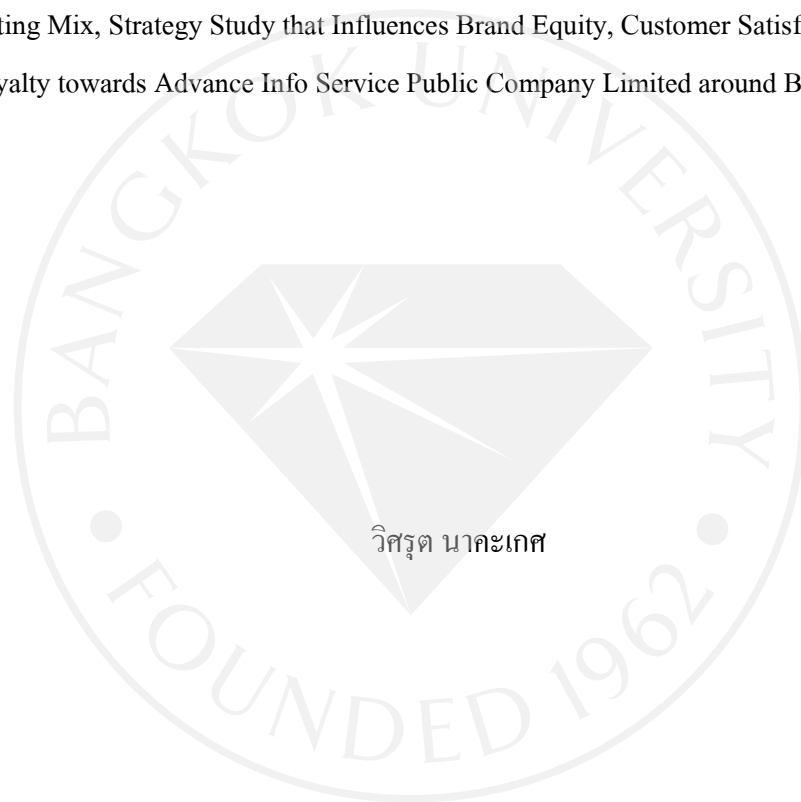 ting Mix, Strategy Study that Influences Brand Equity, Customer Satisf
yalty towards Advance Info Service Public Company Limited around B
BANGKOK UNIVERSITY
วิศรุต นาคะเกศ
FOUNDED 1962